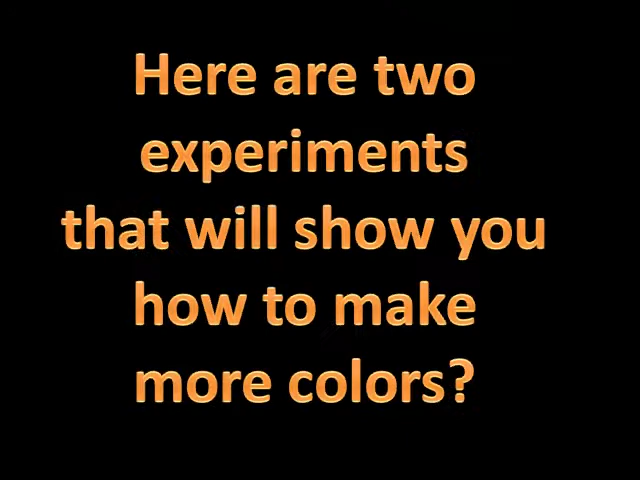 Here are two
experiments
that will show you
how to make
more colors?